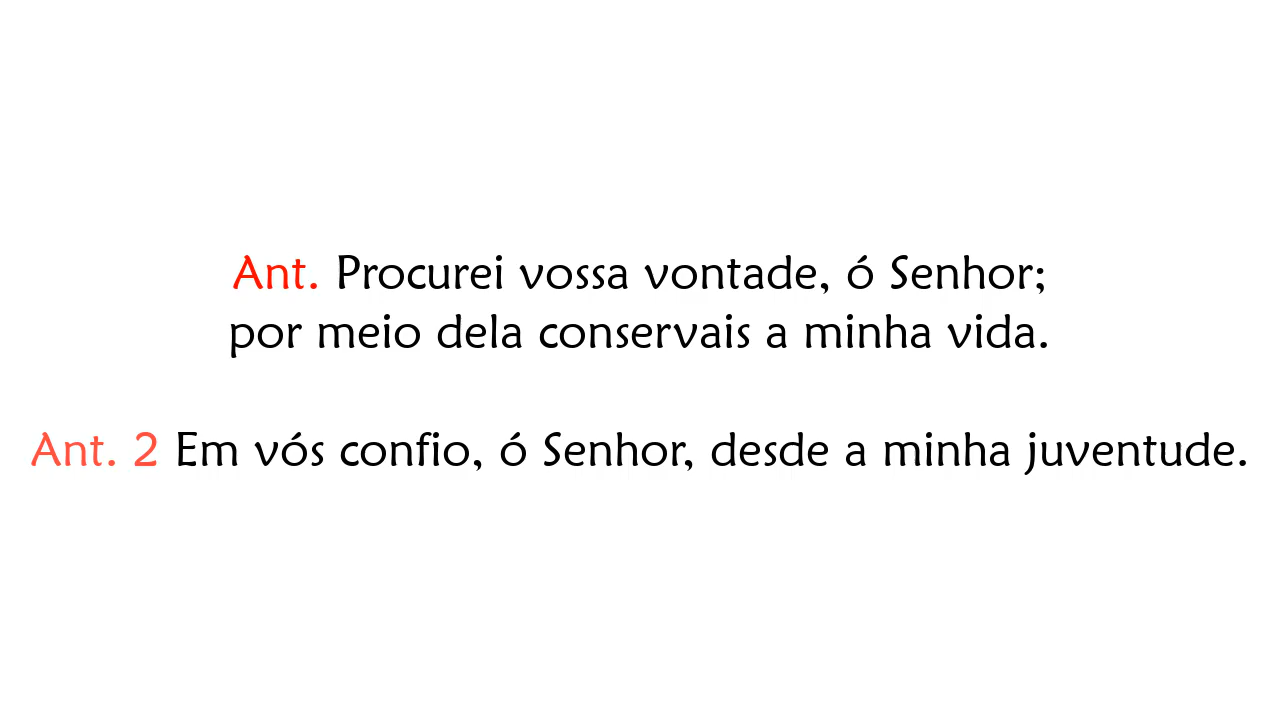 Ant. Procurei vossa vontade, ó Senhor;
por meio dela conservais a minha vida.
Ant. 2 Em vós confio, ó Senhor, desde a minha juventude.